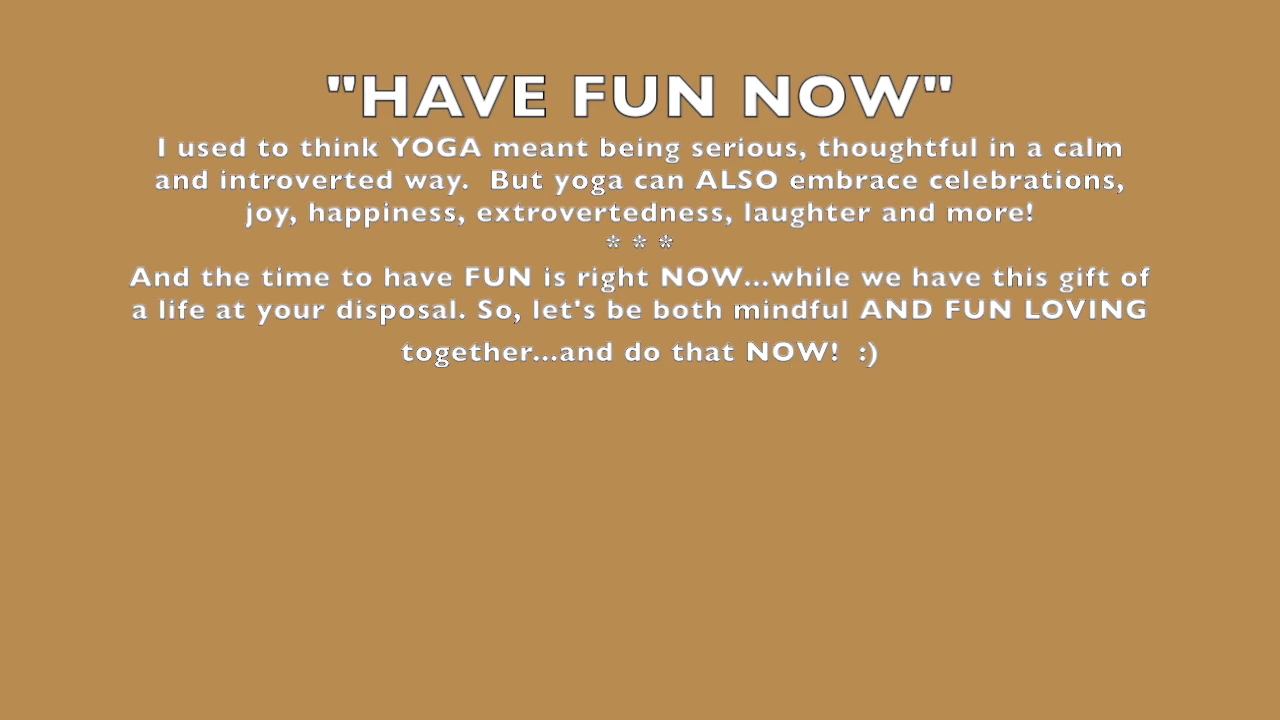 "HAVE FUN NOW"
I used to think YOGA meant being serious, thoughtful in a calm
and introverted way.  But yoga can ALSO embrace celebrations,
joy, happiness, extrovertedness, laughter and more!
* * *
And the time to have FUN is right NOW...while we have this gift of
a life at your disposal. So, let's be both mindful AND FUN LOVING
together...and do that NOW!  :)